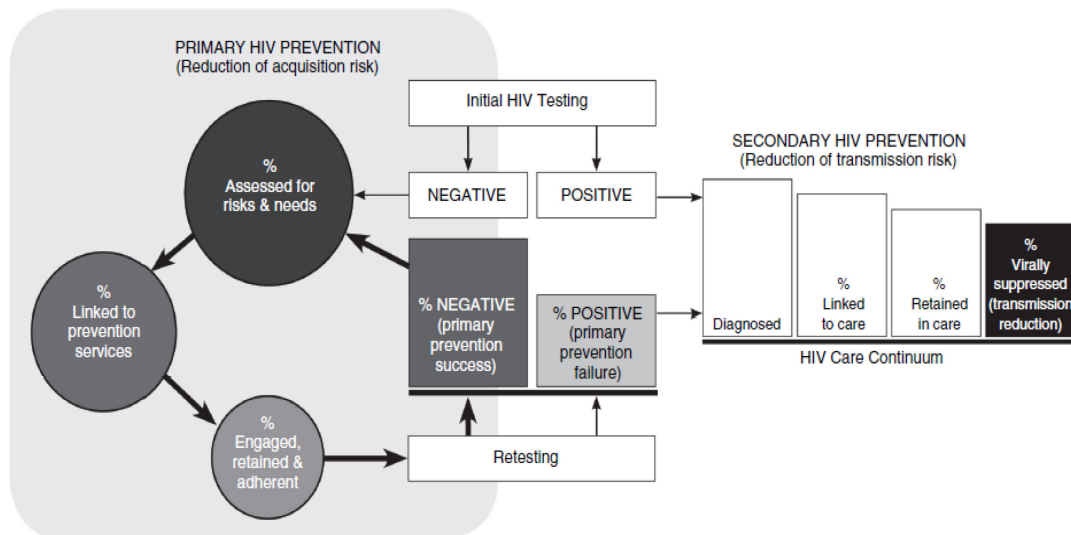 PRIMARY HIV PREVENTION
(Reduction of acquisition risk)
Initial HIV Testing
NEGATIVE
POSITIVE
%
Assessed for
risks & needs
%
Linked to
prevention
services
%
Engaged,
retained &
adherent
% NEGATIVE
(primary
prevention
success)
% POSITIVE
(primary
prevention
failure)
Retesting
SECONDARY HIV PREVENTION
(Reduction of transmission risk)
Diagnosed
%
Linked
to care
%
Retained
in care
%
Virally
suppressed
(transmission
reduction)
HIV Care Continuum